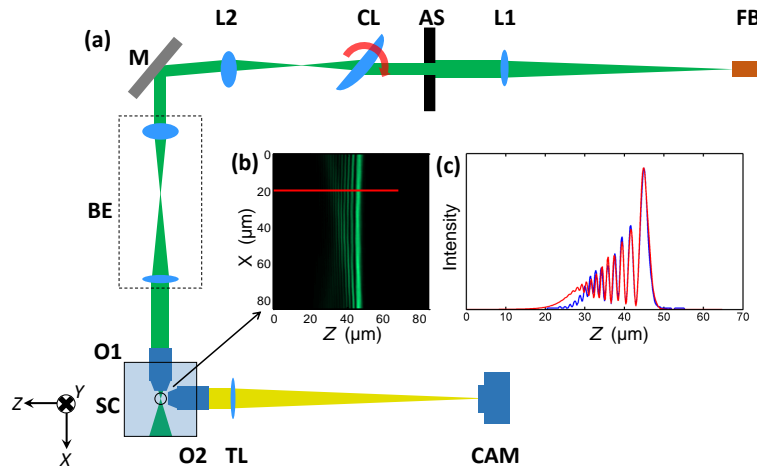 L2 CL AS L1 FB
(a) M
BE
(b)
0
20
40
60
80
X (μm)
0 20 40 60 80
Z (μm)
(c)
Intensity
0 10 20 30 40 50 60 70
Z (μm)
O1
SC
Z Y X
O2 TL CAM